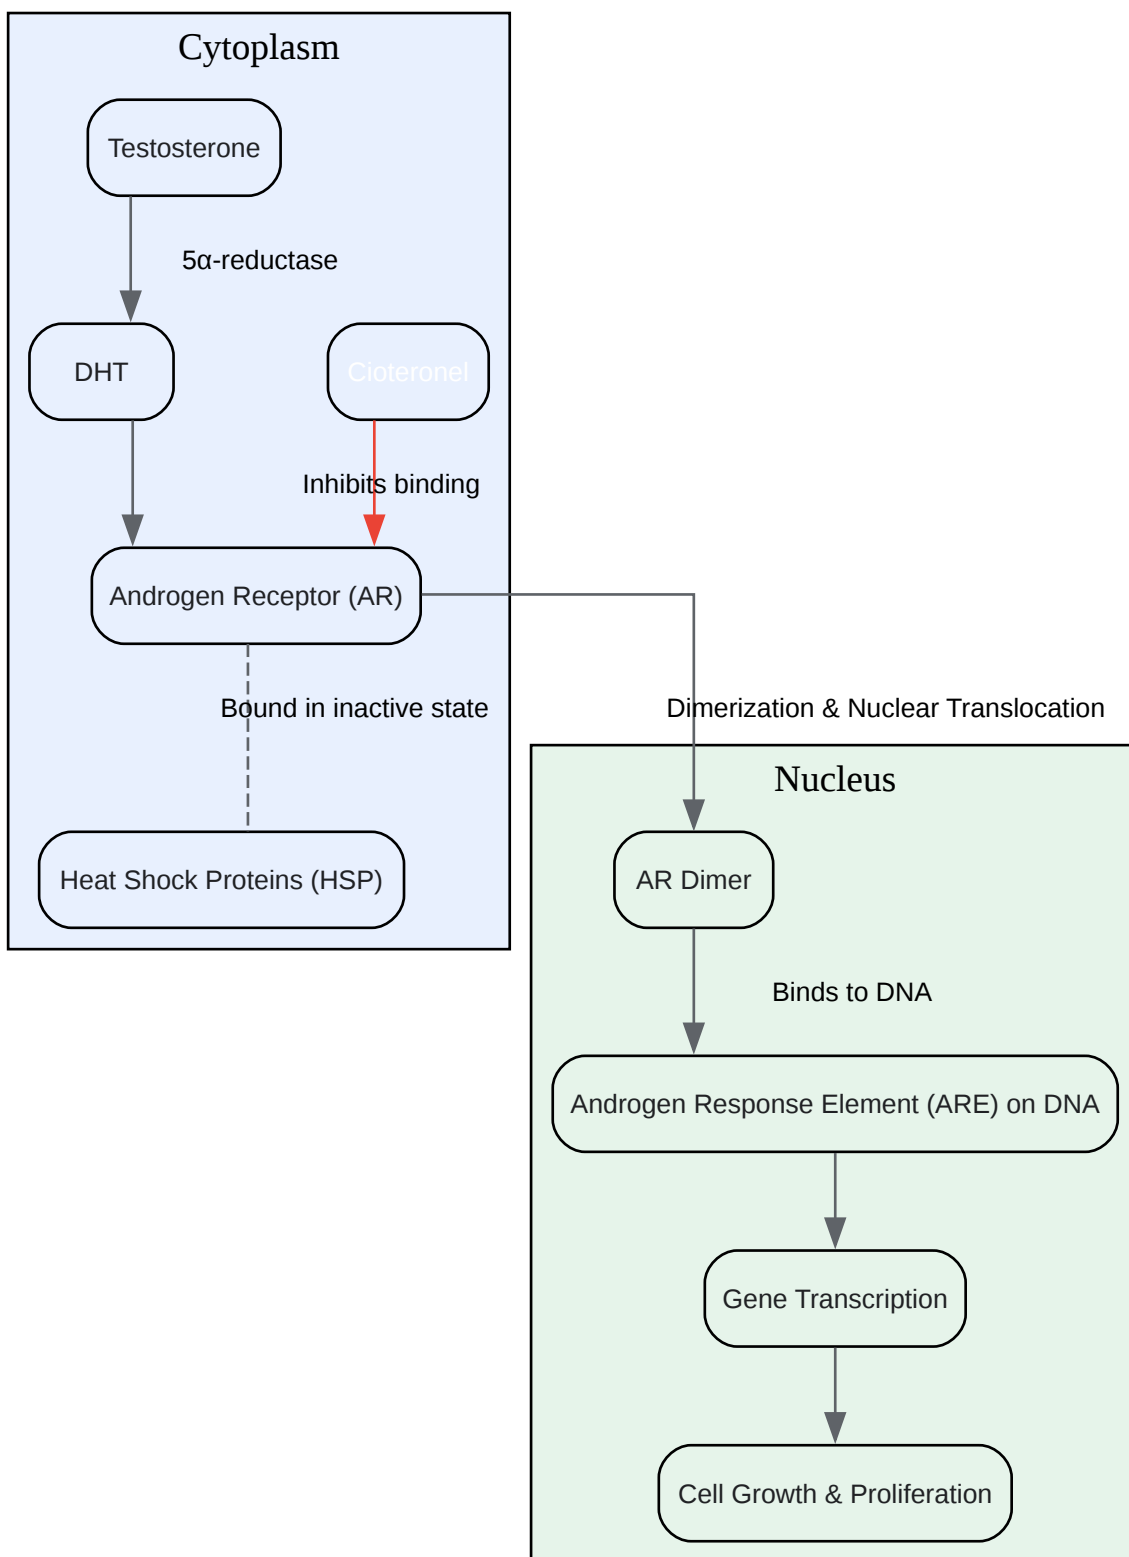 Cytoplasm
Testosterone
5α-reductase
DHT
Cioteronel
Inhibits binding
Androgen Receptor (AR)
Bound in inactive state
Dimerization & Nuclear Translocation
Heat Shock Proteins (HSP)
Nucleus
AR Dimer
Binds to DNA
Androgen Response Element (ARE) on DNA
Gene Transcription
Cell Growth & Proliferation